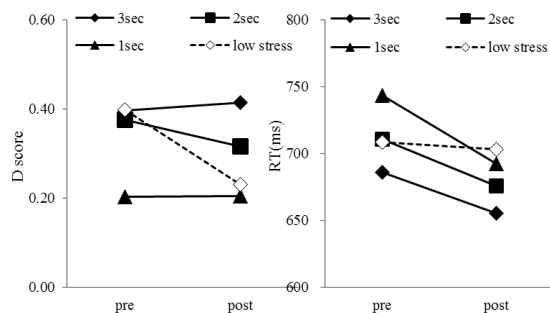 0.60
0.40
0.20
0.00
D score
3sec
2sec
1sec
low stress
pre
post
800
750
700
650
600
RT(ms)
3sec
2sec
1sec
low stress
pre
post